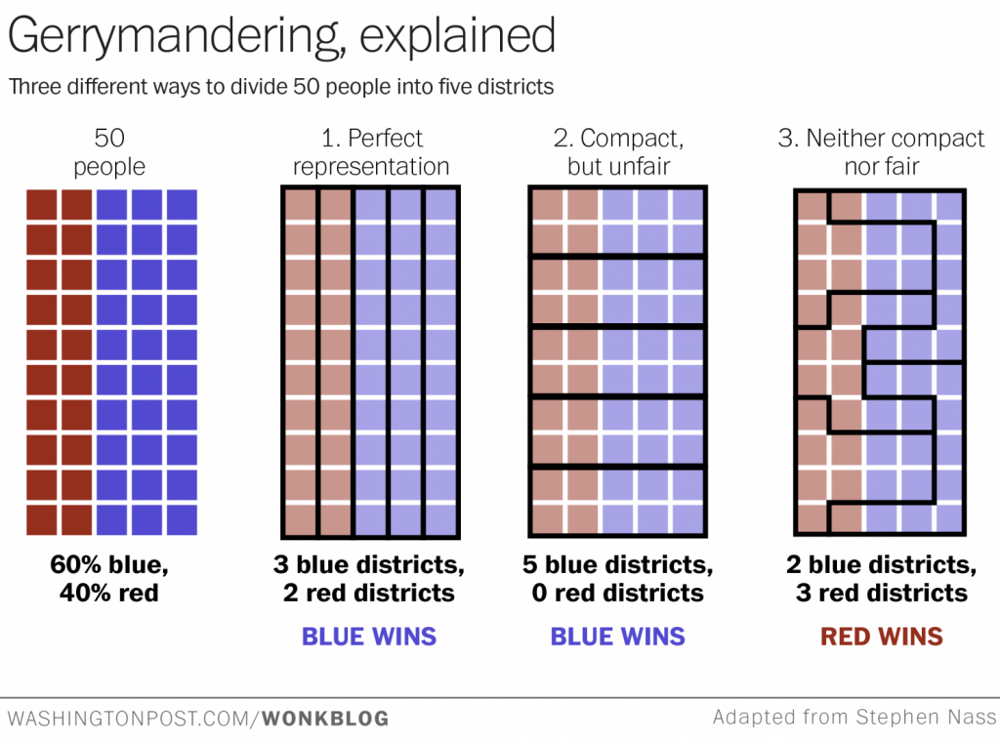 Gerrymandering, explained
Three different ways to divide 50 people into five districts
50
people
1. Perfect
representation
2. Compact,
but unfair
3. Neither compact
nor fair
60% blue,
40% red
3 blue districts,
2 red districts
BLUE WINS
5 blue districts,
0 red districts
BLUE WINS
2 blue districts,
3 red districts
RED WINS
WASHINGTONPOST.COM/WONKBLOG
Adapted from Stephen Nass